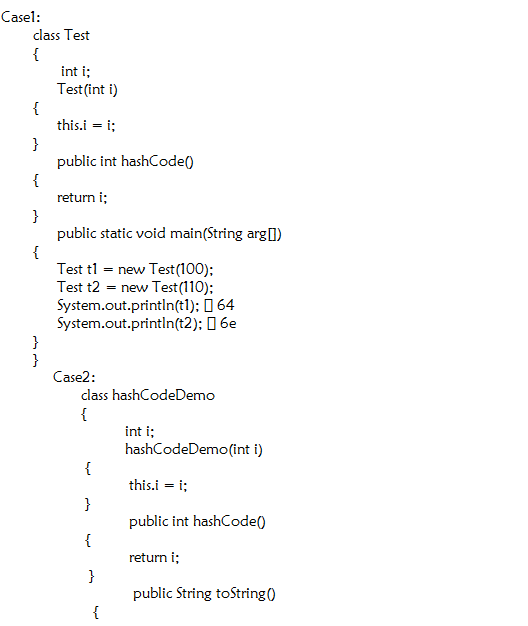 Case1:
class Test
{
int i;
Test(int i)
{
this.i = i;
}
public int hashCode()
{
return i;
}
public static void main(String arg[])
{
Test t1 = new Test(100);
Test t2 = new Test(110);
System.out.println(t1); 64
System.out.println(t2); 6e
}
}
Case2:
class hashCodeDemo
{
int i;
hashCodeDemo(int i)
{
this.i = i;
}
public int hashCode()
{
return i;
}
public String toString()
{